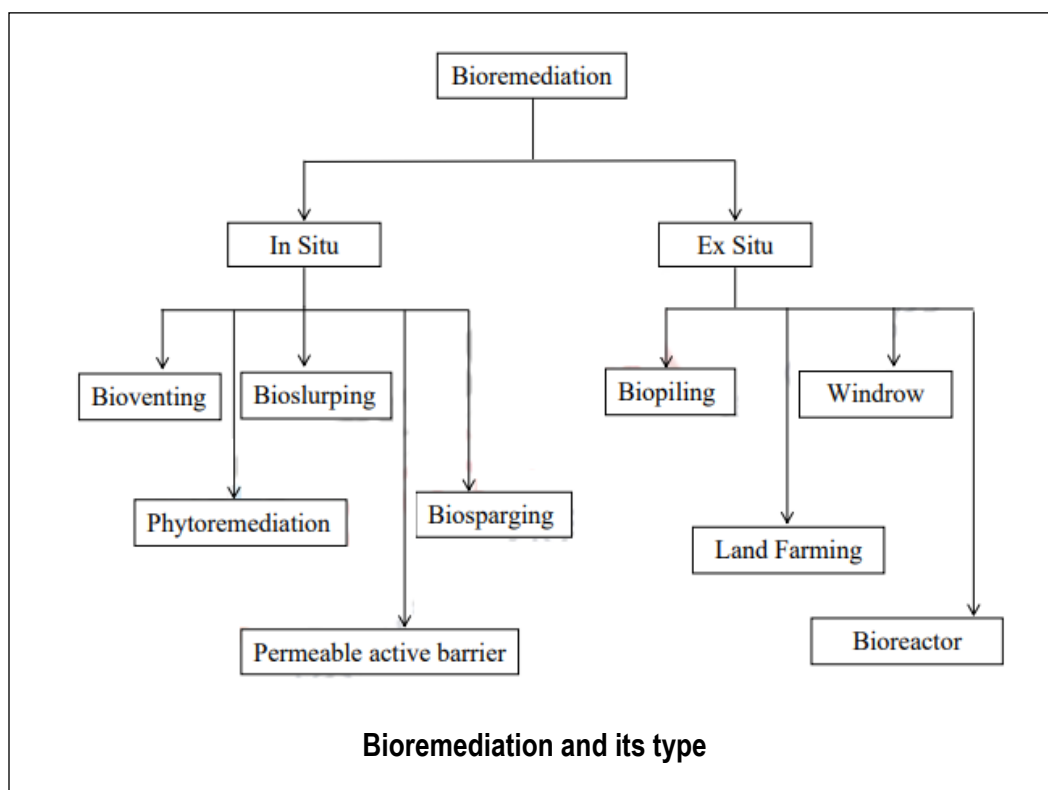 Bioremediation
In Situ
Ex Situ
Bioventing
Bioslurping
Biopiling
Windrow
Phytoremediation
Biosparging
Land Farming
Permeable active barrier
Bioreactor
Bioremediation and its type